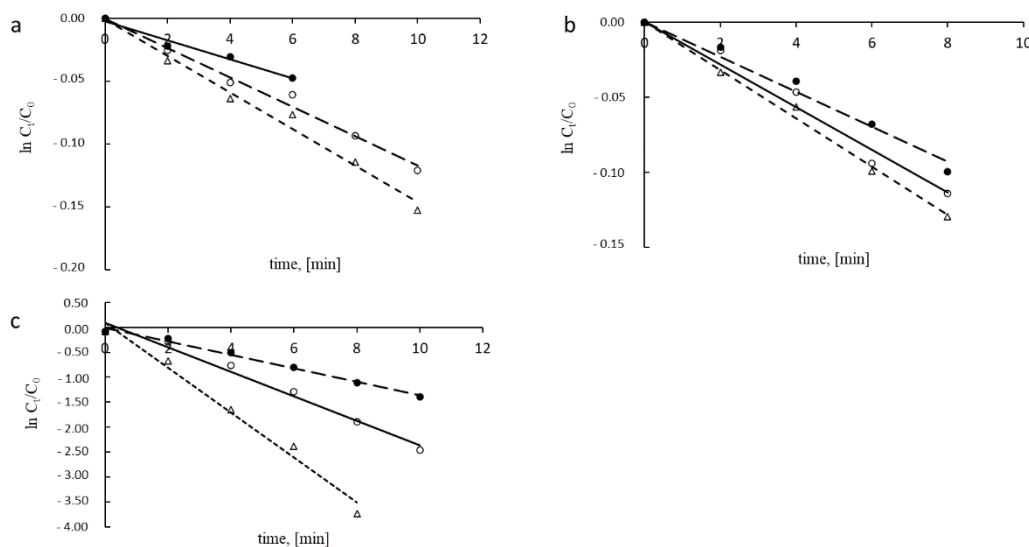 a
0.00
0 2 4 6 8 10 12
- 0.05
- 0.10
- 0.15
- 0.20
ln Ct/C0
time, [min]
b
0.00
0 2 4 6 8 10
- 0.05
- 0.10
- 0.15
ln Ct/C0
time, [min]
c
0.50
0.00
0 2 4 6 8 10 12
- 0.50
- 1.00
- 1.50
- 2.00
- 2.50
- 3.00
- 3.50
- 4.00
ln Ct/C0
time, [min]